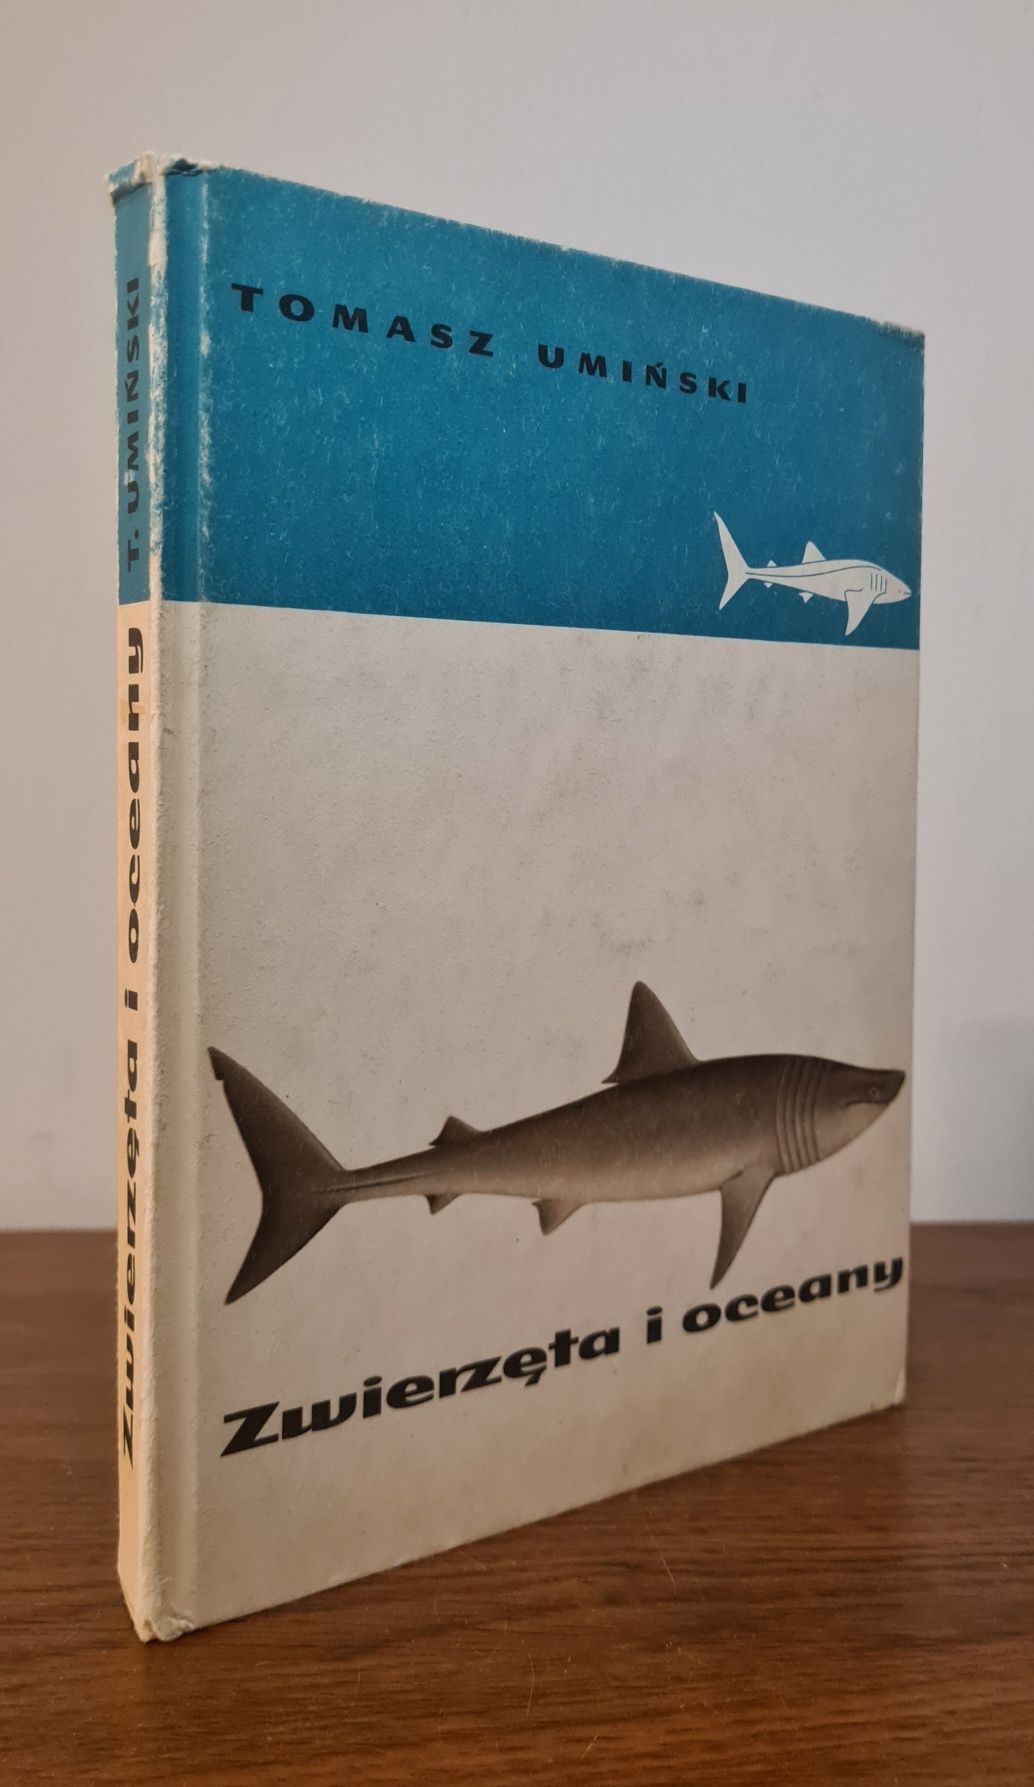 TOMASZ UMIŃSKI
Zwierzęta i oceany
T. UMIŃSKI
Zwierzęta i oceany